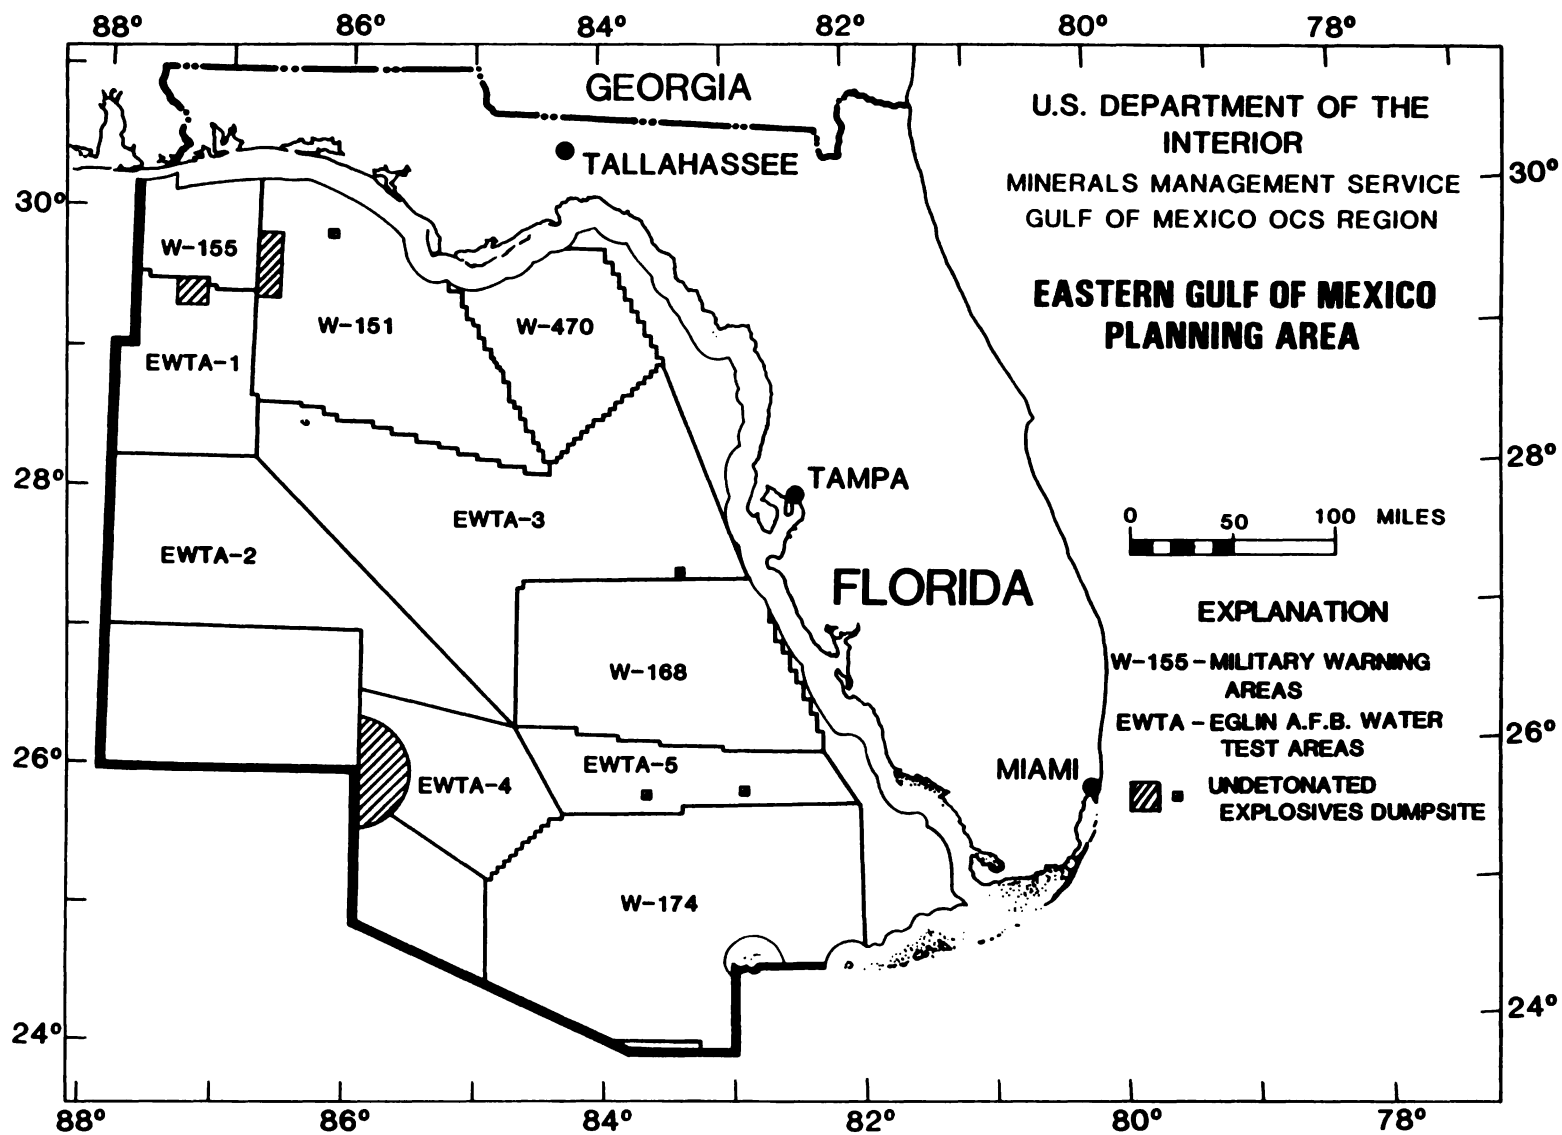 88° 86° 84° 82° 80° 78°
GEORGIA
TALLAHASSEE
U.S. DEPARTMENT OF THE
INTERIOR
MINERALS MANAGEMENT SERVICE
GULF OF MEXICO OCS REGION
EASTERN GULF OF MEXICO
PLANNING AREA
30° 30°
W-155
W-151
W-470
EWTA-1
28° 28°
TAMPA
EWTA-3
EWTA-2
0 50 100 MILES
FLORIDA
EXPLANATION
W-155-MILITARY WARNING
AREAS
EWTA-EGLIN A.F.B. WATER
TEST AREAS
UNDETONATED
EXPLOSIVES DUMPSITE
W-168
26° 26°
EWTA-5
EWTA-4
MIAMI
W-174
24° 24°
88° 86° 84° 82° 80° 78°